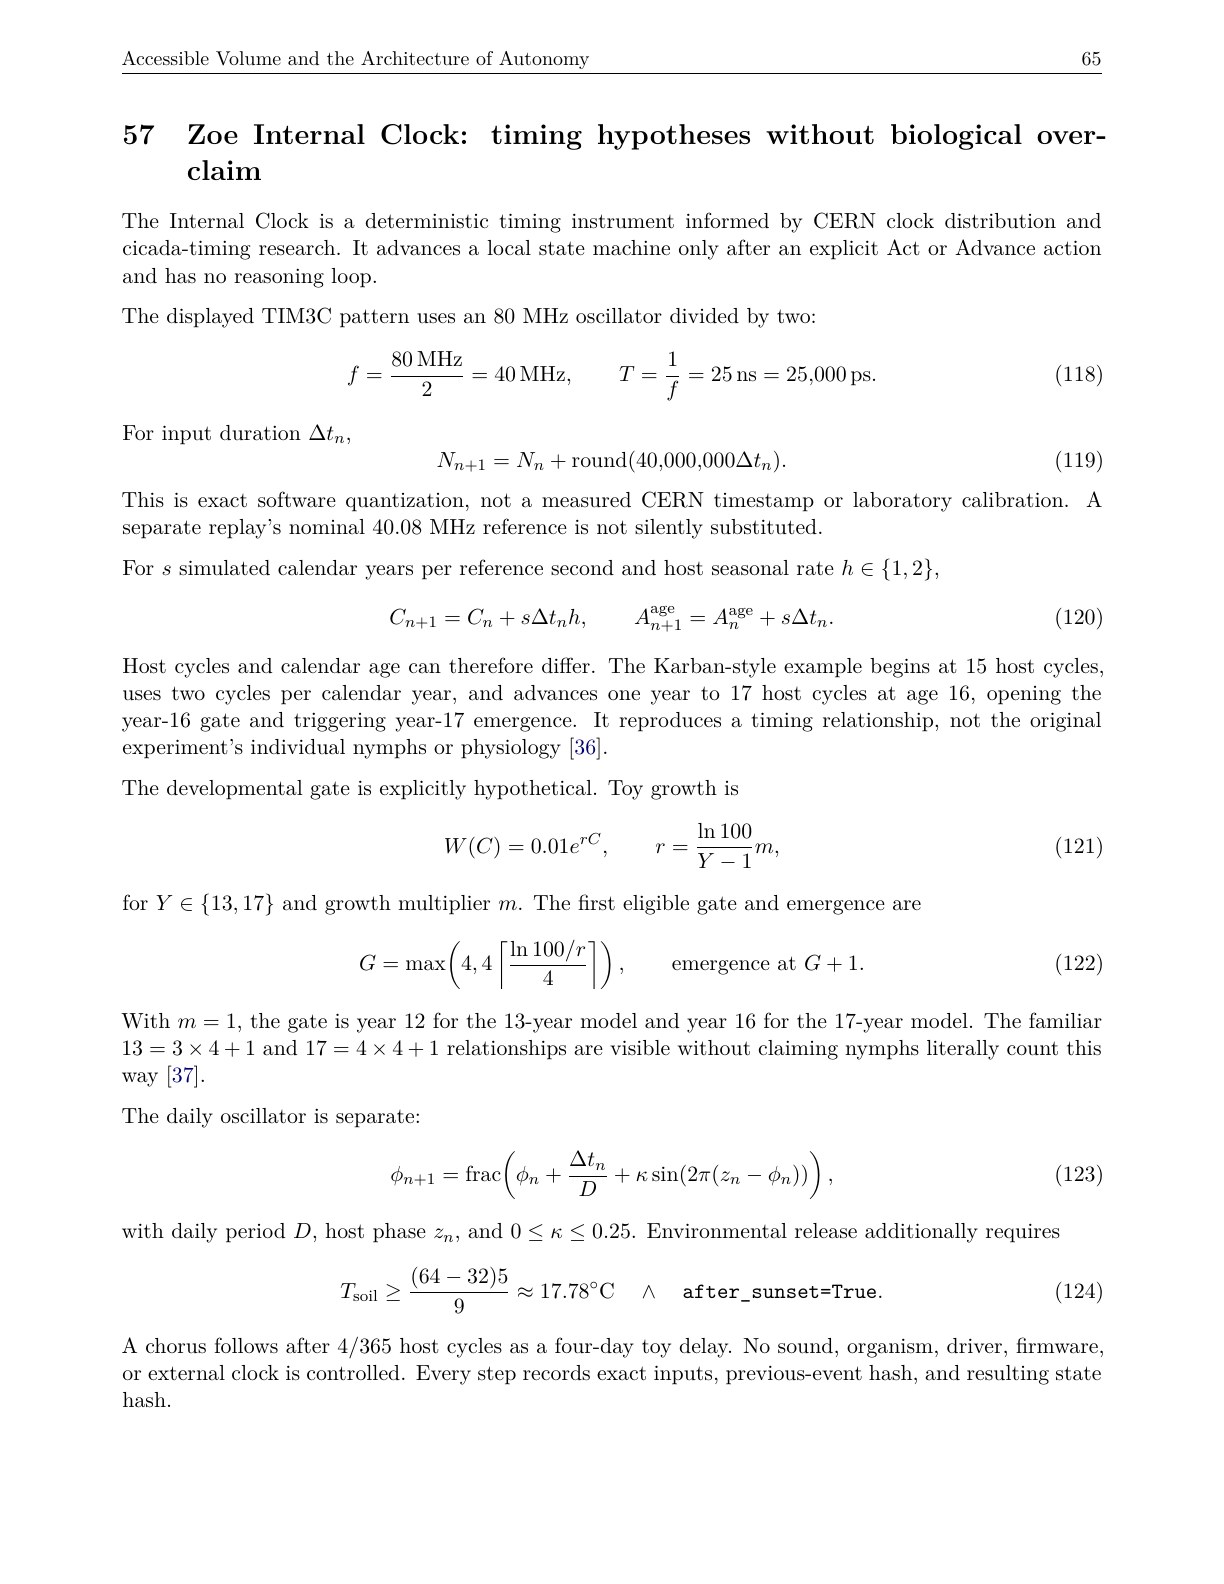 Accessible Volume and the Architecture of Autonomy 65
57 Zoe Internal Clock: timing hypotheses without biological over-
claim
The Internal Clock is a deterministic timing instrument informed by CERN clock distribution and
cicada-timing research. It advances a local state machine only after an explicit Act or Advance action
and has no reasoning loop.
The displayed TIM3C pattern uses an 80 MHz oscillator divided by two:
f = 80 MHz / 2 = 40 MHz, T = 1/f = 25 ns = 25,000 ps. (118)
For input duration Δtₙ,
Nₙ₊₁ = Nₙ + round(40,000,000Δtₙ). (119)
This is exact software quantization, not a measured CERN timestamp or laboratory calibration. A
separate replay's nominal 40.08 MHz reference is not silently substituted.
For s simulated calendar years per reference second and host seasonal rate h ∈ {1, 2},
Cₙ₊₁ = Cₙ + sΔtₙh, Aₙ₊₁^age = Aₙ^age + sΔtₙ. (120)
Host cycles and calendar age can therefore differ. The Karban-style example begins at 15 host cycles,
uses two cycles per calendar year, and advances one year to 17 host cycles at age 16, opening the
year-16 gate and triggering year-17 emergence. It reproduces a timing relationship, not the original
experiment's individual nymphs or physiology [36].
The developmental gate is explicitly hypothetical. Toy growth is
W(C) = 0.01e^{rC}, r = ln 100 / (Y − 1) m, (121)
for Y ∈ {13, 17} and growth multiplier m. The first eligible gate and emergence are
G = max(4, 4⌈(ln 100/r) / 4⌉), emergence at G + 1. (122)
With m = 1, the gate is year 12 for the 13-year model and year 16 for the 17-year model. The familiar
13 = 3 × 4 + 1 and 17 = 4 × 4 + 1 relationships are visible without claiming nymphs literally count this
way [37].
The daily oscillator is separate:
ϕₙ₊₁ = frac(ϕₙ + Δtₙ/D + κ sin(2π(zₙ − ϕₙ))), (123)
with daily period D, host phase zₙ, and 0 ≤ κ ≤ 0.25. Environmental release additionally requires
T_soil ≥ (64 − 32)5 / 9 ≈ 17.78°C ∧ after_sunset=True. (124)
A chorus follows after 4/365 host cycles as a four-day toy delay. No sound, organism, driver, firmware,
or external clock is controlled. Every step records exact inputs, previous-event hash, and resulting state
hash.